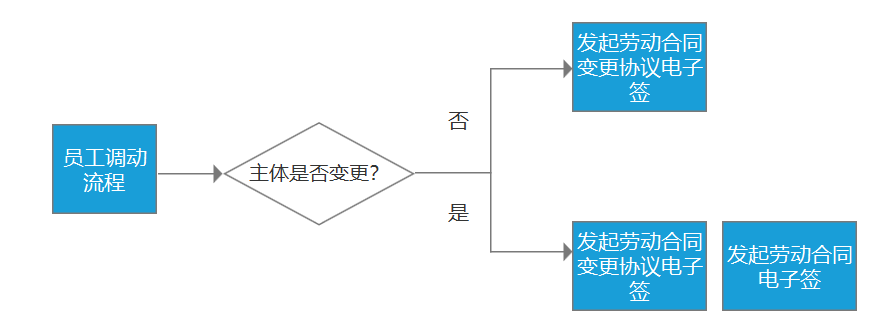 员工调动
流程
主体是否变更？
否
发起劳动合同
变更协议电子
签
是
发起劳动合同
变更协议电子
签
发起劳动合同
电子签